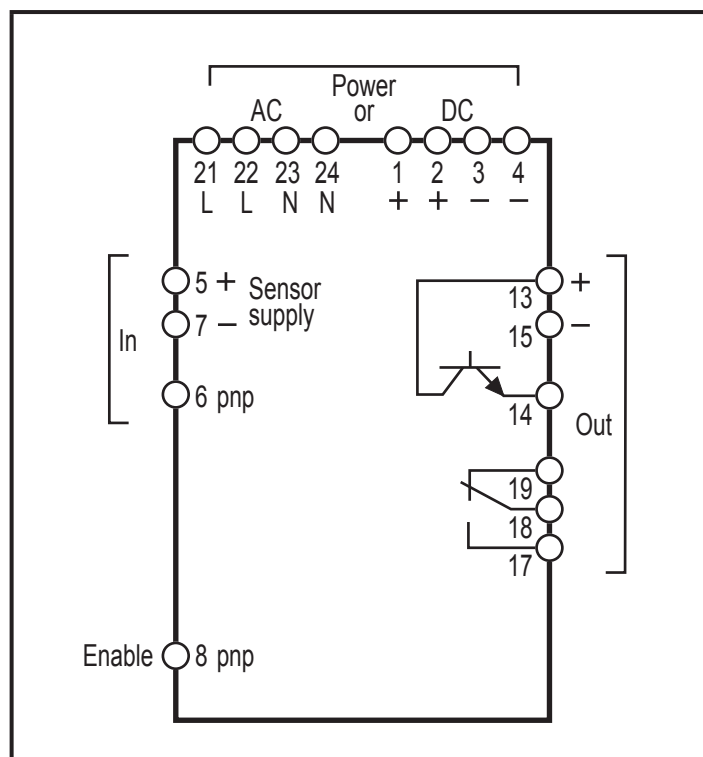 Power
or
AC DC
21 22 23 24 1 2 3 4
L L N N + + − −
5 + Sensor
supply
7 −
In
6 pnp
13 +
15 −
14
Out
19
18
17
Enable 8 pnp